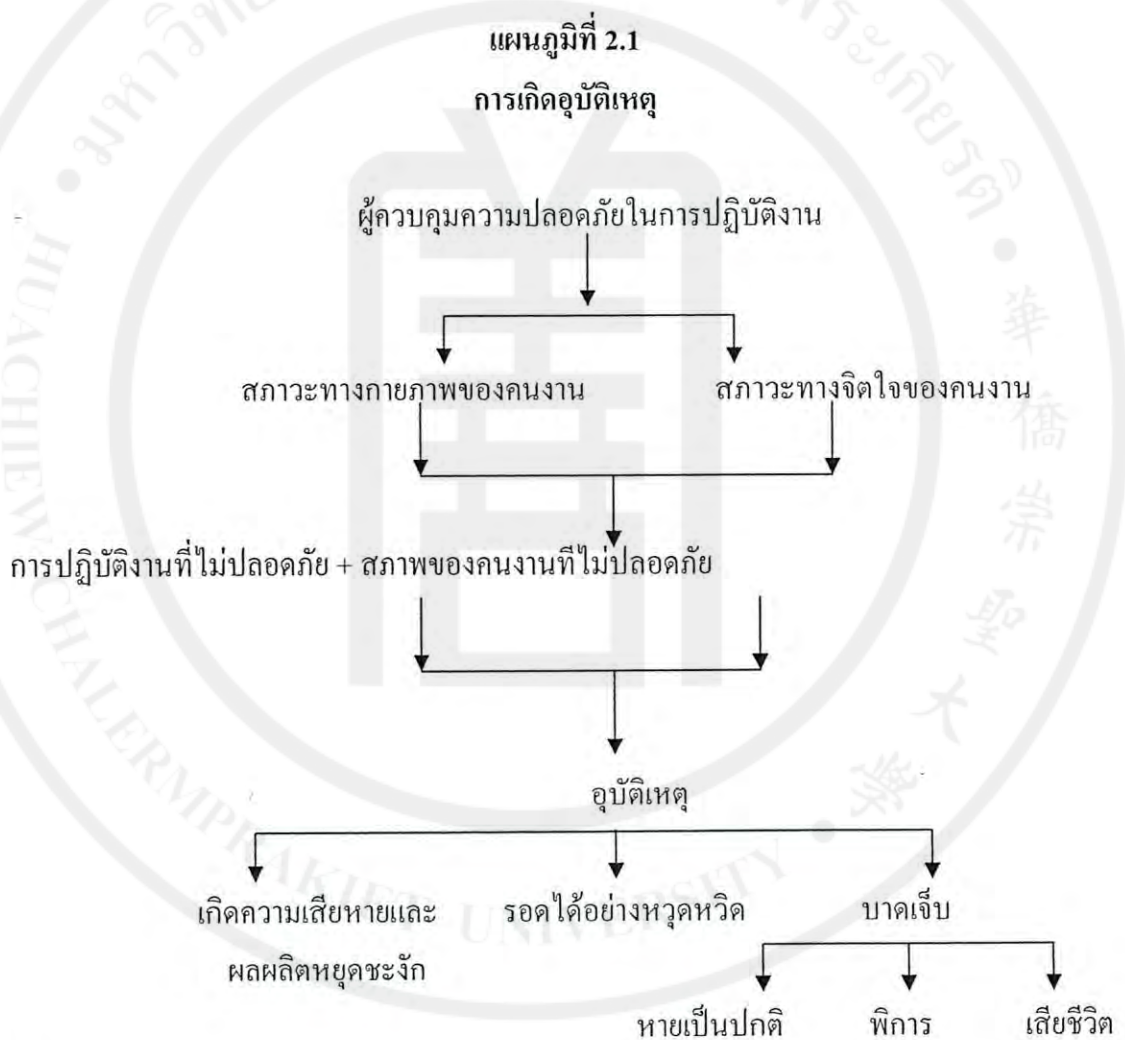 แผนภูมิที่ 2.1
การเกิดอุบัติเหตุ
ผู้ควบคุมความปลอดภัยในการปฏิบัติงาน
สภาวะทางกายภาพของคนงาน สภาวะทางจิตใจของคนงาน
การปฏิบัติงานที่ไม่ปลอดภัย + สภาพของคนงานทีไม่ปลอดภัย
อุบัติเหตุ
เกิดความเสียหายและ รอดได้อย่างหวุดหวิด บาดเจ็บ
ผลผลิตหยุดชะงัก
หายเป็นปกติ พิการ เสียชีวิต
HUACHIEW CHALERMPRAKIET UNIVERSITY
華僑崇聖大學